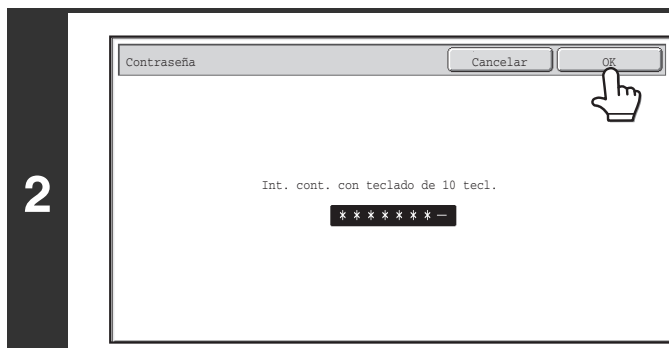 2
Contraseña Cancelar OK
Int. cont. con teclado de 10 tecl.
* * * * * * * –